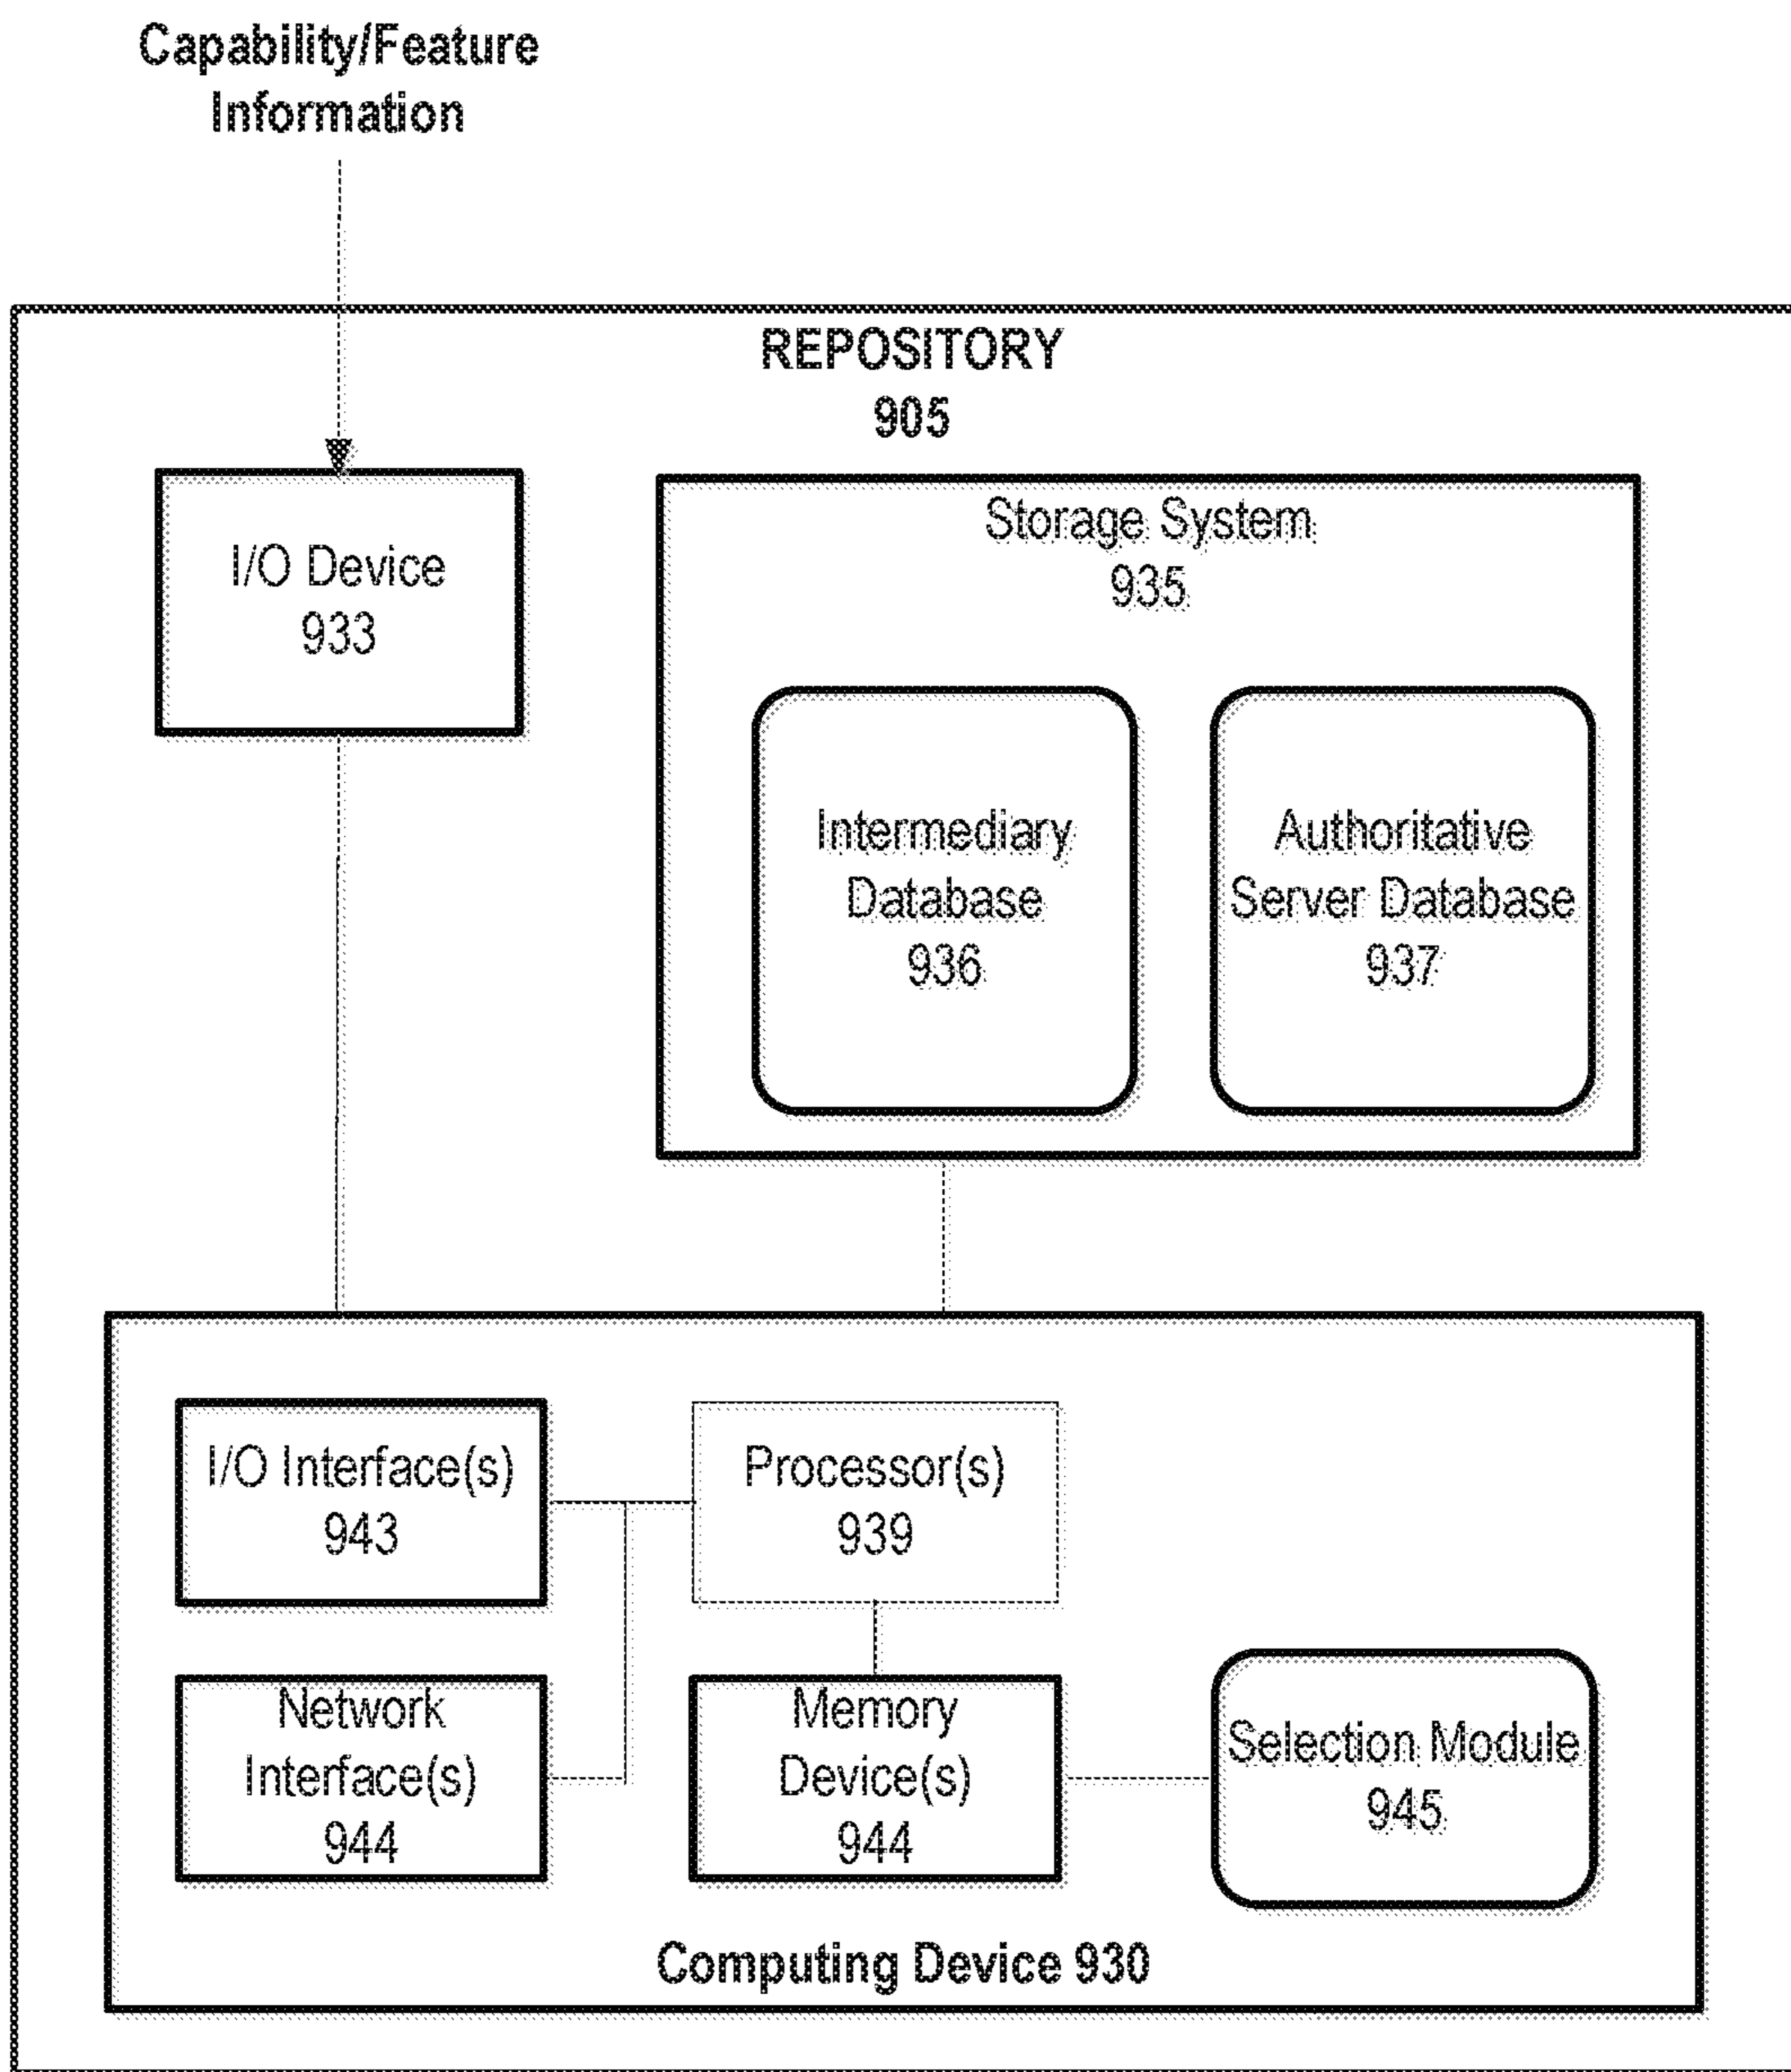 Capability/Feature
Information
REPOSITORY
905
I/O Device
933
Storage System
935
Intermediary
Database
936
Authoritative
Server Database
937
I/O Interface(s)
943
Processor(s)
939
Network
Interface(s)
944
Memory
Device(s)
944
Selection Module
945
Computing Device 930